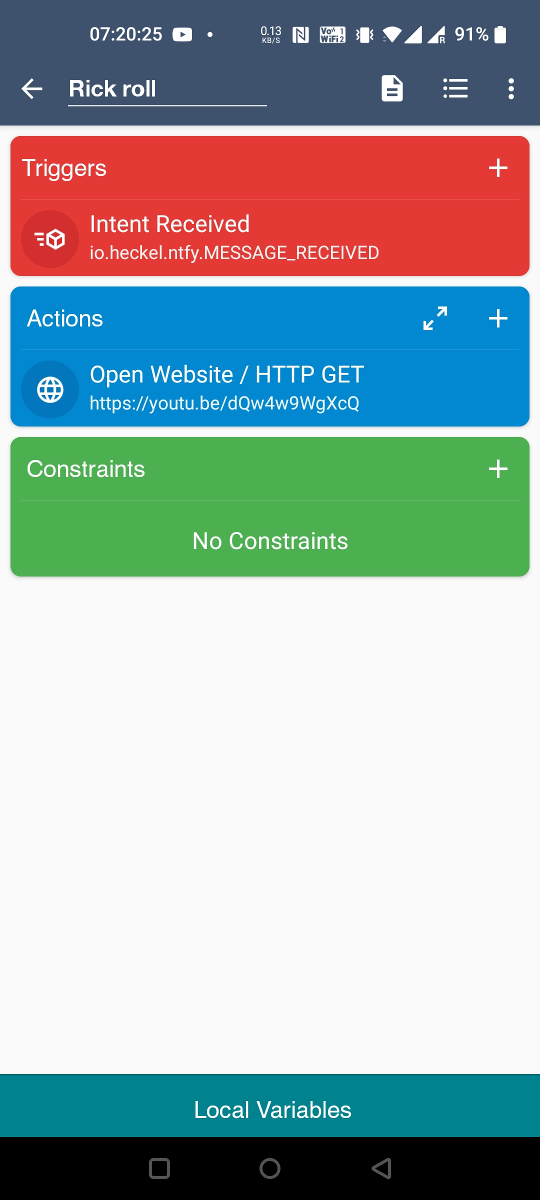 07:20:25
0.13
KB/S
Vo 1
WiFi 2
R
91%
Rick roll
Triggers
Intent Received
io.heckel.ntfy.MESSAGE_RECEIVED
Actions
Open Website / HTTP GET
https://youtu.be/dQw4w9WgXcQ
Constraints
No Constraints
Local Variables